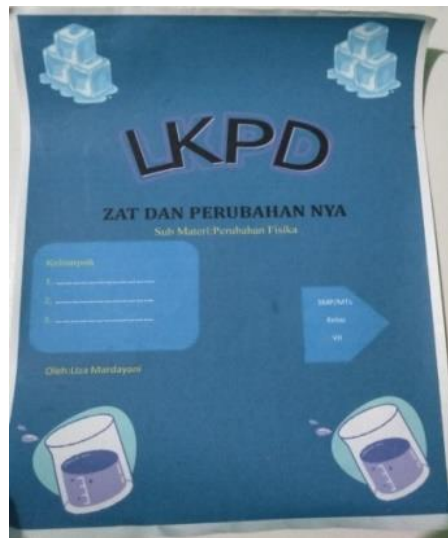 LKPD
ZAT DAN PERUBAHAN NYA
Sub Materi:Perubahan Fisika
Kelompok
1. ........................................
2. ........................................
3. ........................................
SMP/MTs
Kelas
VII
Oleh:Liza Mardayani